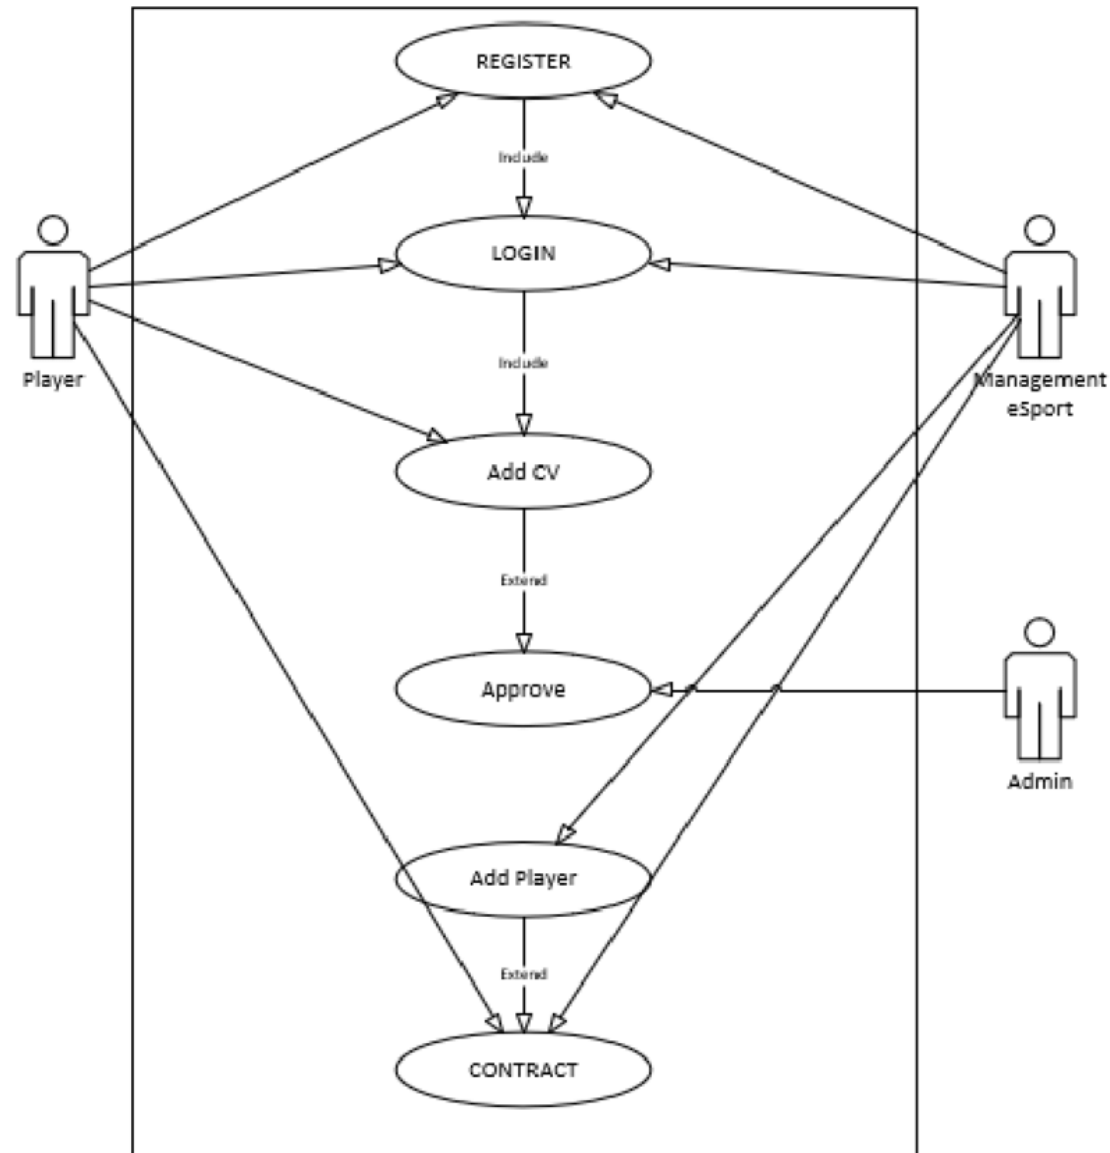 REGISTER
Include
LOGIN
Include
Player
Management
eSport
Add CV
Extend
Approve
Admin
Add Player
Extend
CONTRACT